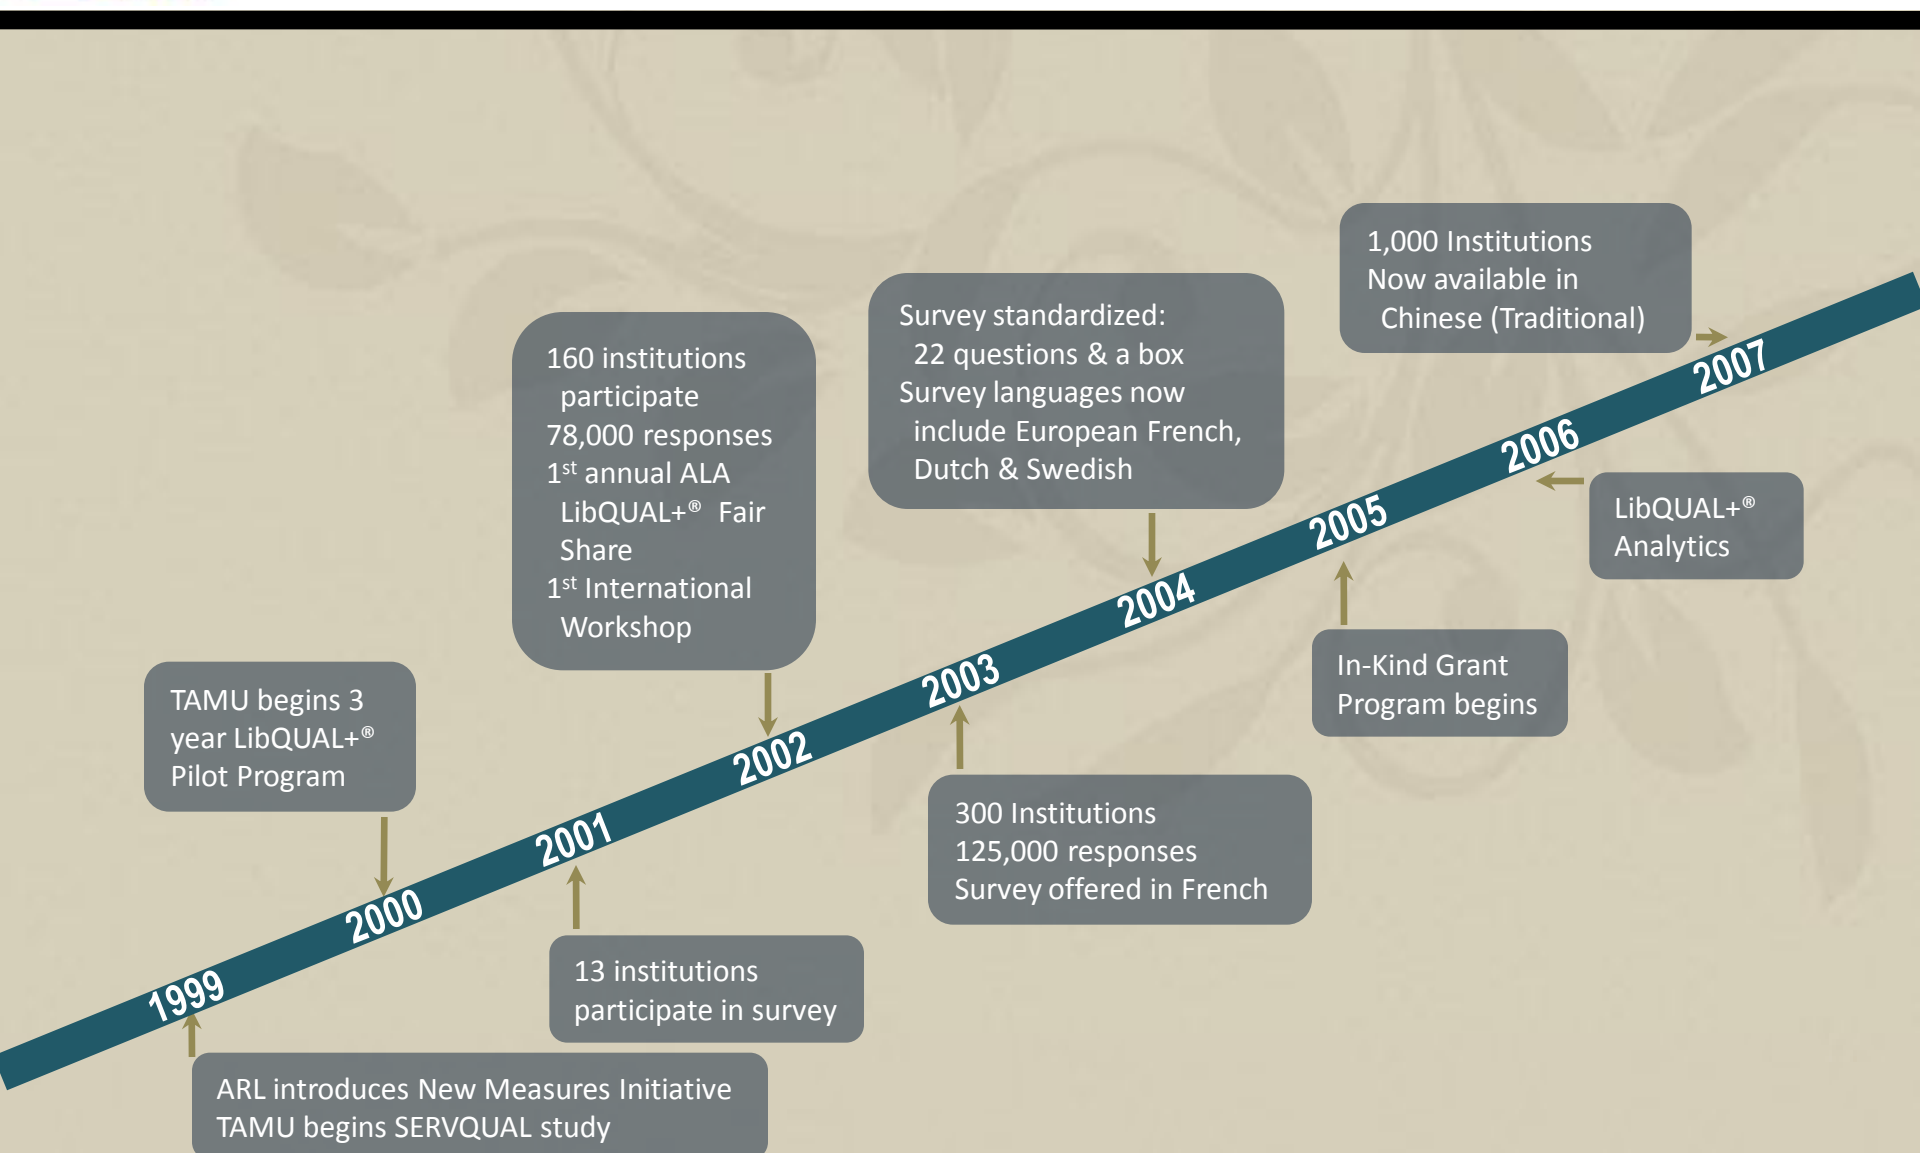 1999
ARL introduces New Measures Initiative
TAMU begins SERVQUAL study
2000
TAMU begins 3
year LibQUAL+®
Pilot Program
2001
13 institutions
participate in survey
2002
160 institutions
participate
78,000 responses
1st annual ALA
LibQUAL+® Fair
Share
1st International
Workshop
2003
300 Institutions
125,000 responses
Survey offered in French
2004
Survey standardized:
22 questions & a box
Survey languages now
include European French,
Dutch & Swedish
2005
In-Kind Grant
Program begins
2006
LibQUAL+®
Analytics
2007
1,000 Institutions
Now available in
Chinese (Traditional)